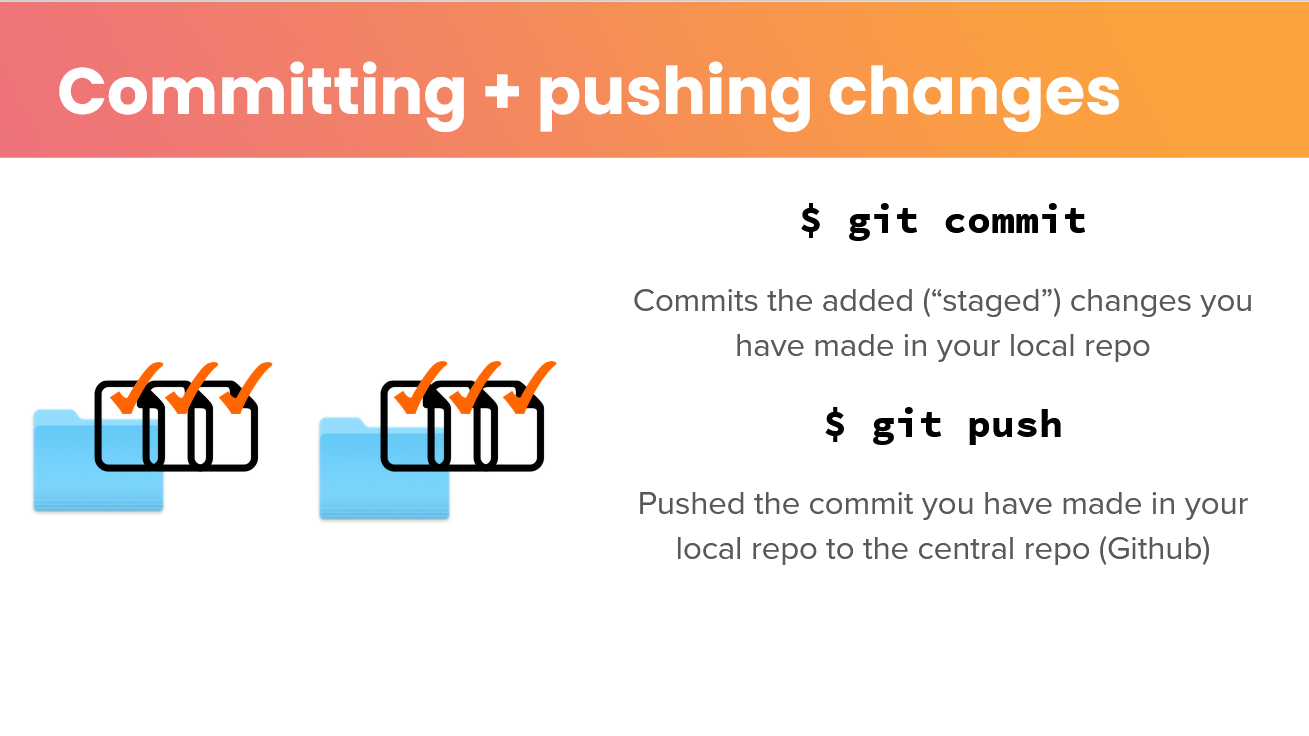 Committing + pushing changes
$ git commit
Commits the added (“staged”) changes you
have made in your local repo
$ git push
Pushed the commit you have made in your
local repo to the central repo (Github)